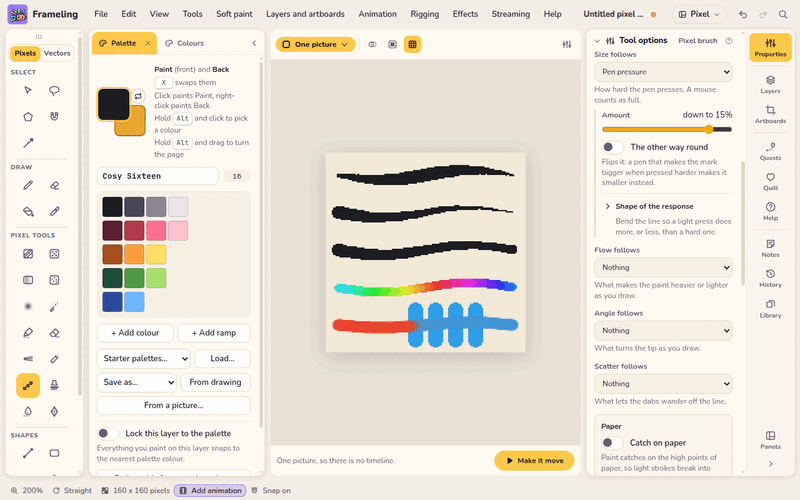 Frameling
File Edit View Tools Soft paint Layers and artboards Animation Rigging Effects Streaming Help
Untitled pixel ...
Pixel
Pixels Vectors
SELECT
DRAW
PIXEL TOOLS
SHAPES
Palette
Colours
Paint (front) and Back
X swaps them
Click paints Paint, right-
click paints Back
Hold Alt and click to pick
a colour
Hold Alt and drag to turn
the page
Cosy Sixteen
16
+ Add colour
+ Add ramp
Starter palettes...
Load...
Save as...
From drawing
From a picture...
Lock this layer to the palette
Everything you paint on this layer snaps to
the nearest palette colour.
One picture
One picture, so there is no timeline.
Make it move
Tool options
Pixel brush
Size follows
Pen pressure
How hard the pen presses. A mouse
counts as full.
Amount
down to 15%
The other way round
Flips it: a pen that makes the mark
bigger when pressed harder makes it
smaller instead.
Shape of the response
Bend the line so a light press does
more, or less, than a hard one.
Flow follows
Nothing
What makes the paint heavier or lighter
as you draw.
Angle follows
Nothing
What turns the tip as you draw.
Scatter follows
Nothing
What lets the dabs wander off the line.
Paper
Catch on paper
Paint catches on the high points of
paper, so light strokes break into
Properties
Layers
Artboards
Quests
Quill
Help
Notes
History
Library
Panels
200%
Straight
160 x 160 pixels
Add animation
Snap on